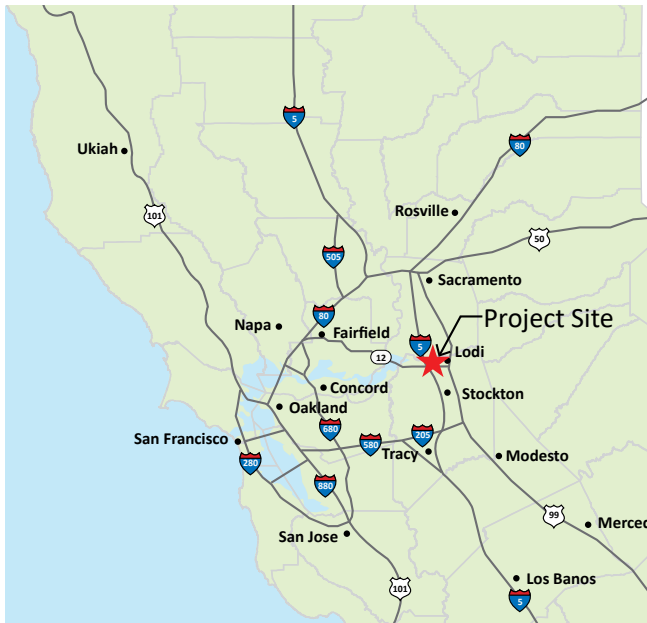 5
80
Ukiah
Rosville
101
50
505
Sacramento
80
Napa
Fairfield
5
Project Site
12
Lodi
Concord
Stockton
Oakland
680
205
San Francisco
580
Tracy
Modesto
280
880
99
Merced
San Jose
Los Banos
101
5